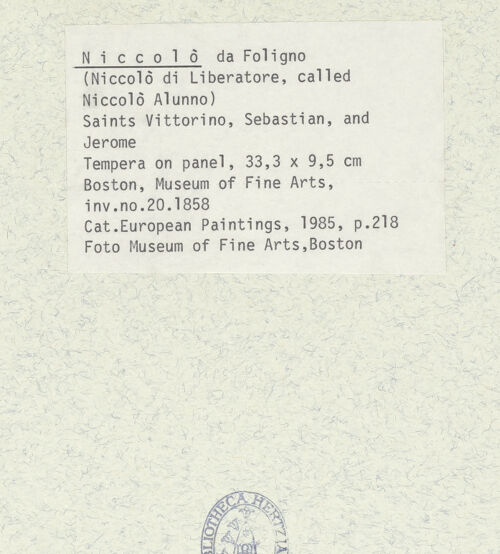 Niccolò da Foligno
(Niccolò di Liberatore, called
Niccolò Alunno)
Saints Vittorino, Sebastian, and
Jerome
Tempera on panel, 33,3 x 9,5 cm
Boston, Museum of Fine Arts,
inv.no.20.1858
Cat.European Paintings, 1985, p.218
Foto Museum of Fine Arts,Boston
BLIOTHECA HERTZIA